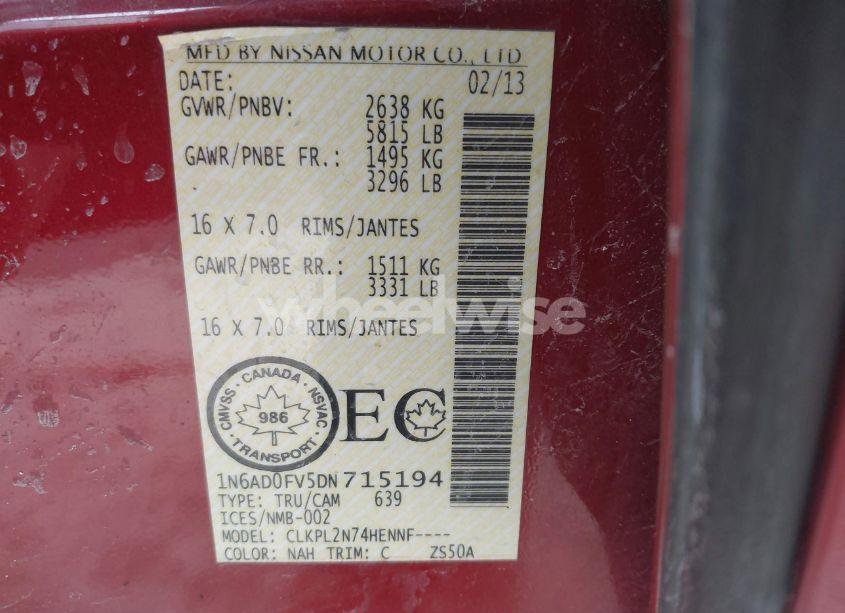 MFD BY NISSAN MOTOR CO., LTD
DATE: 02/13
GVWR/PNBV: 2638 KG
5815 LB
GAWR/PNBE FR.: 1495 KG
3296 LB
16 X 7.0 RIMS/JANTES
GAWR/PNBE RR.: 1511 KG
3331 LB
wheelwise
16 X 7.0 RIMS/JANTES
CMVSS · CANADA · NSVAC · TRANSPORT ·
986
EC
1N6AD0FV5DN715194
TYPE: TRU/CAM 639
ICES/NMB-002
MODEL: CLKPL2N74HENNF----
COLOR: NAH TRIM: C ZS50A